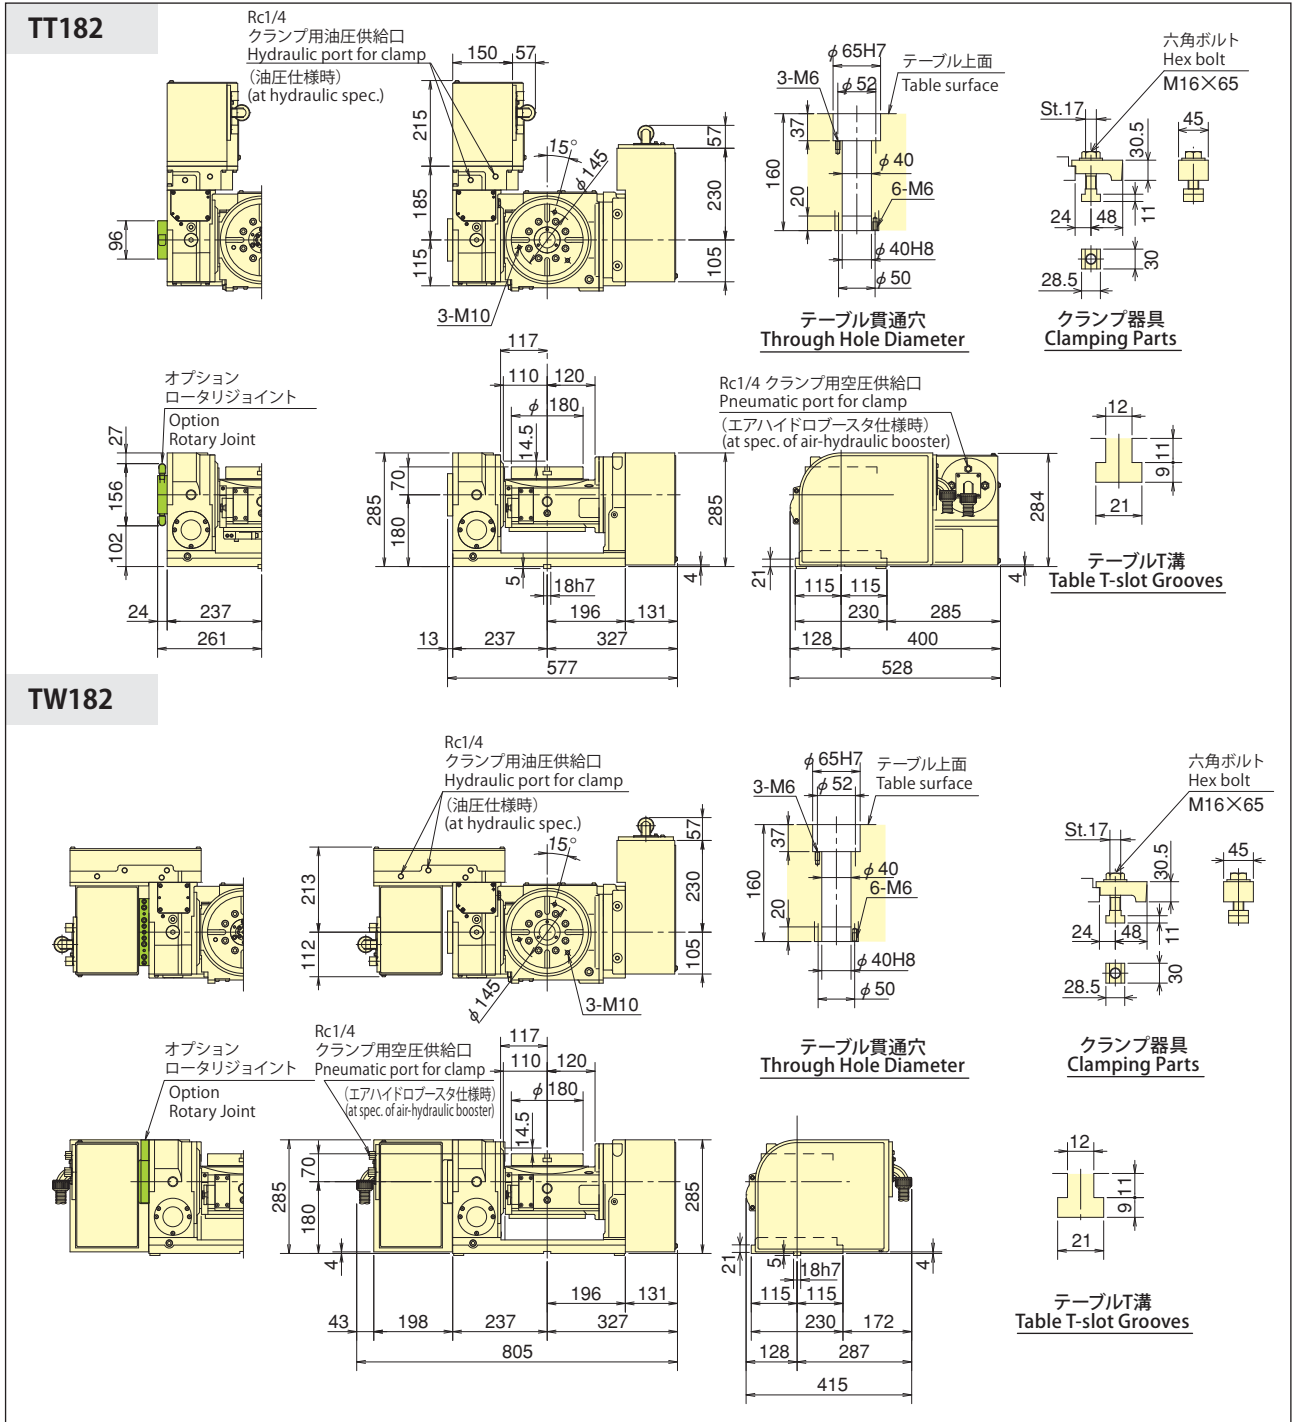 TT182
Rc1/4
クランプ用油圧供給口
Hydraulic port for clamp
(油圧仕様時)
(at hydraulic spec.)
150
57
215
185
115
96
15°
φ145
3-M10
57
230
105
φ65H7
テーブル上面
Table surface
3-M6
φ52
37
160
20
φ40
6-M6
φ40H8
φ50
テーブル貫通穴
Through Hole Diameter
六角ボルト
Hex bolt
M16×65
St.17
45
30.5
11
24
48
30
28.5
クランプ器具
Clamping Parts
オプション
ロータリジョイント
Option
Rotary Joint
27
156
102
24
237
261
117
110
120
φ180
14.5
70
285
180
285
5
18h7
4
196
131
13
237
327
577
Rc1/4 クランプ用空圧供給口
Pneumatic port for clamp
(エアハイドロブースタ仕様時)
(at spec. of air-hydraulic booster)
284
21
4
115
115
230
285
128
400
528
12
11
9
21
テーブルT溝
Table T-slot Grooves
TW182
Rc1/4
クランプ用油圧供給口
Hydraulic port for clamp
(油圧仕様時)
(at hydraulic spec.)
213
112
15°
57
230
105
φ145
3-M10
φ65H7
テーブル上面
Table surface
3-M6
φ52
37
160
20
φ40
6-M6
φ40H8
φ50
テーブル貫通穴
Through Hole Diameter
六角ボルト
Hex bolt
M16×65
St.17
45
30.5
11
24
48
30
28.5
クランプ器具
Clamping Parts
オプション
ロータリジョイント
Option
Rotary Joint
Rc1/4
クランプ用空圧供給口
Pneumatic port for clamp
(エアハイドロブースタ仕様時)
(at spec. of air-hydraulic booster)
117
110
120
φ180
14.5
70
285
180
4
285
196
131
43
198
237
327
805
21
5
18h7
4
115
115
230
172
128
287
415
12
11
9
21
テーブルT溝
Table T-slot Grooves